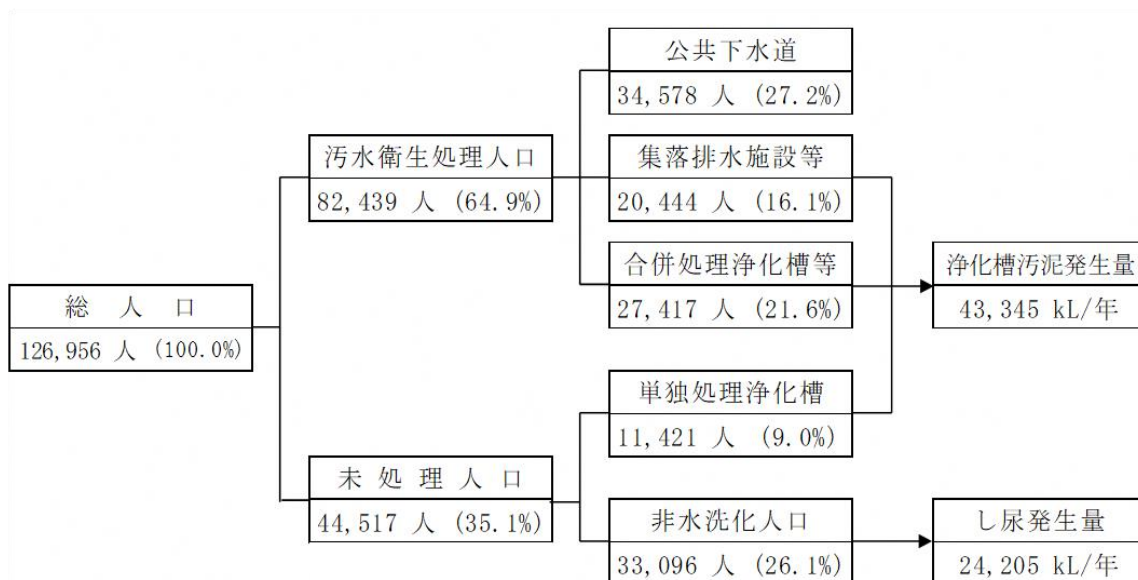 公共下水道
34,578 人 (27.2%)
汚水衛生処理人口
82,439 人 (64.9%)
集落排水施設等
20,444 人 (16.1%)
合併処理浄化槽等
27,417 人 (21.6%)
浄化槽汚泥発生量
43,345 kL/年
総 人 口
126,956 人 (100.0%)
単独処理浄化槽
11,421 人 (9.0%)
未 処 理 人 口
44,517 人 (35.1%)
非水洗化人口
33,096 人 (26.1%)
し尿発生量
24,205 kL/年